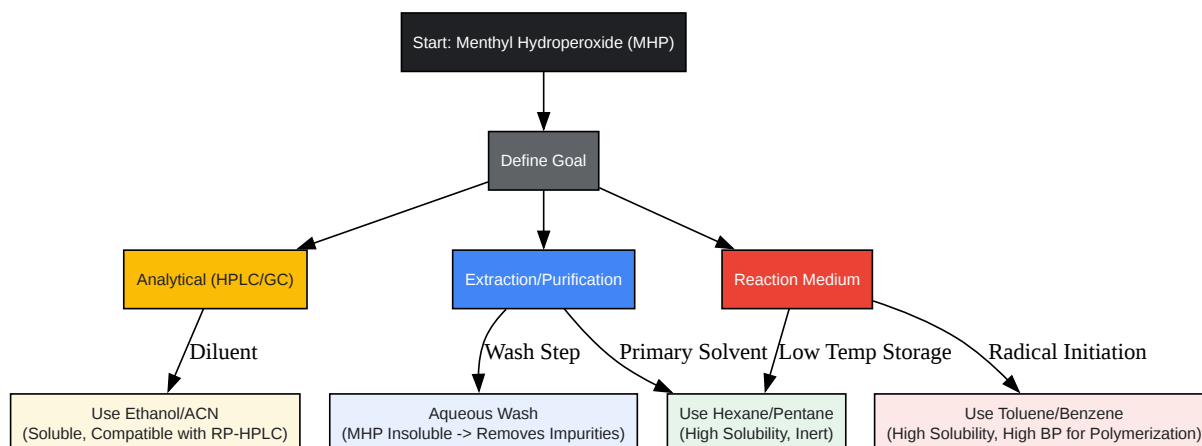 Start: Menthyl Hydroperoxide (MHP)
Define Goal
Analytical (HPLC/GC)
Extraction/Purification
Reaction Medium
Diluent
Wash Step
Primary Solvent
Low Temp Storage
Radical Initiation
Use Ethanol/ACN
(Soluble, Compatible with RP-HPLC)
Aqueous Wash
(MHP Insoluble -> Removes Impurities)
Use Hexane/Pentane
(High Solubility, Inert)
Use Toluene/Benzene
(High Solubility, High BP for Polymerization)